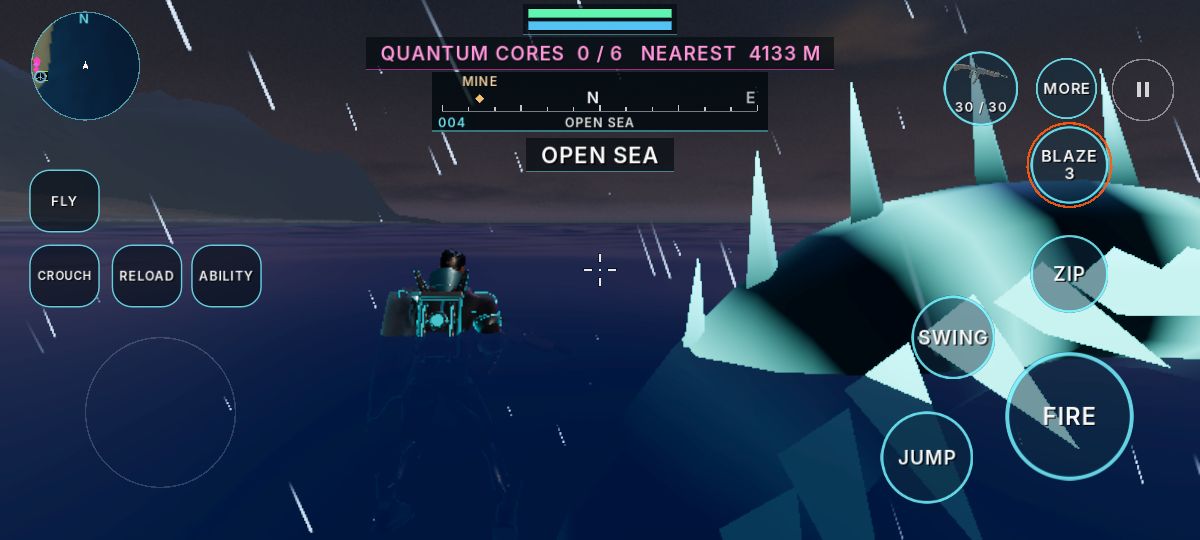 N
QUANTUM CORES 0 / 6 NEAREST 4133 M
MINE
N E
004 OPEN SEA
OPEN SEA
30 / 30
MORE
BLAZE
3
FLY
CROUCH RELOAD ABILITY
ZIP
SWING
FIRE
JUMP